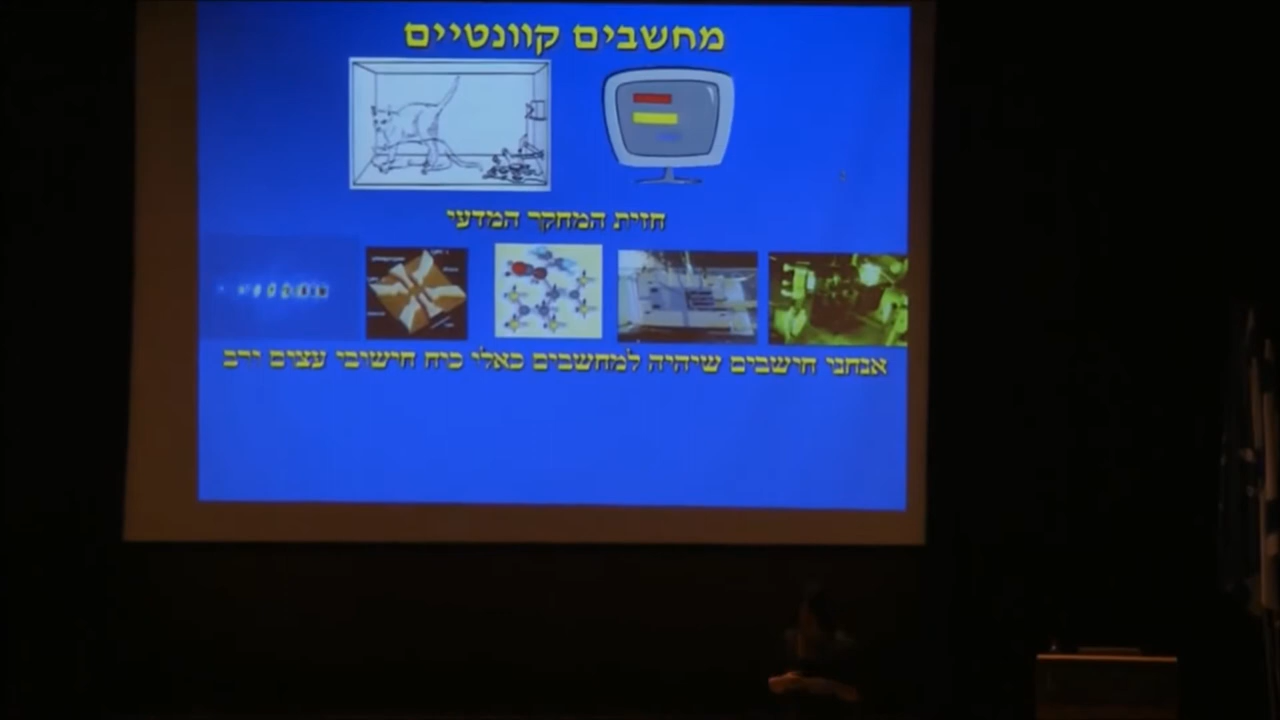 מחשבים קוונטיים
חזית המחקר המדעי
אנחנו חושבים שיהיה למחשבים כאלו כוח חישובי עצום ורב